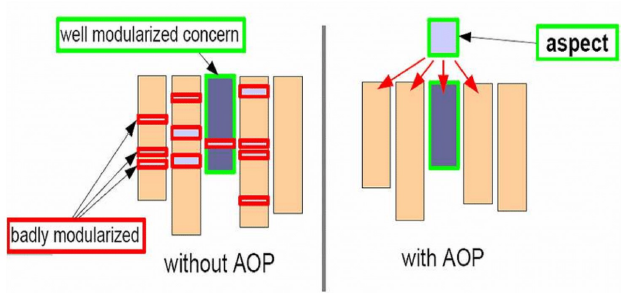 well modularized concern
aspect
badly modularized
without AOP
with AOP